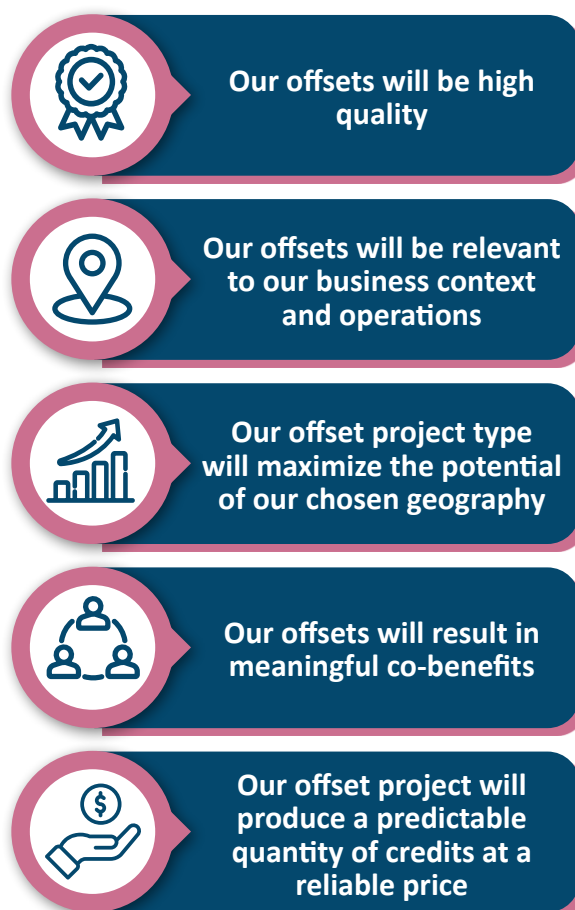 Our offsets will be high
quality
Our offsets will be relevant
to our business context
and operations
Our offset project type
will maximize the potential
of our chosen geography
Our offsets will result in
meaningful co-benefits
$
Our offset project will
produce a predictable
quantity of credits at a
reliable price